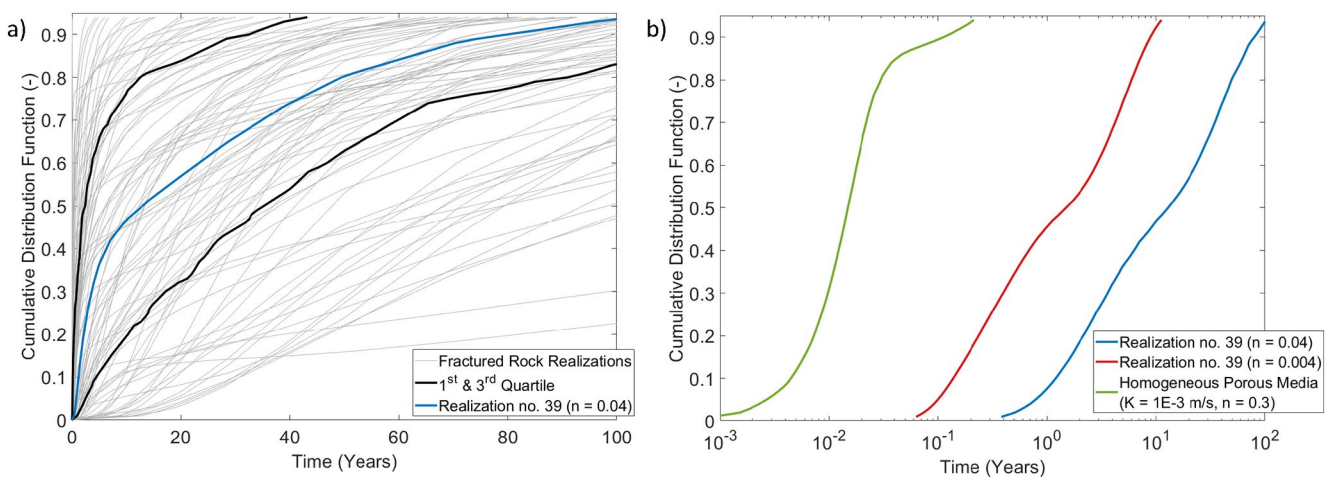 a)
Cumulative Distribution Function (-)
0.9
0.8
0.7
0.6
0.5
0.4
0.3
0.2
0.1
0
0 20 40 60 80 100
Time (Years)
Fractured Rock Realizations
1st & 3rd Quartile
Realization no. 39 (n = 0.04)
b)
Cumulative Distribution Function (-)
0.9
0.8
0.7
0.6
0.5
0.4
0.3
0.2
0.1
0
10-3 10-2 10-1 100 101 102
Time (Years)
Realization no. 39 (n = 0.04)
Realization no. 39 (n = 0.004)
Homogeneous Porous Media
(K = 1E-3 m/s, n = 0.3)